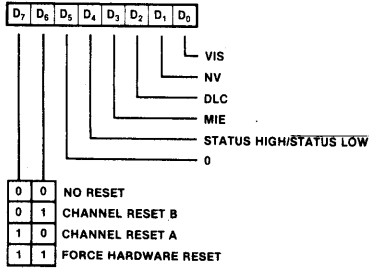 D7 D6 D5 D4 D3 D2 D1 D0
VIS
NV
DLC
MIE
STATUS HIGH/STATUS LOW
0
0 0 NO RESET
0 1 CHANNEL RESET B
1 0 CHANNEL RESET A
1 1 FORCE HARDWARE RESET